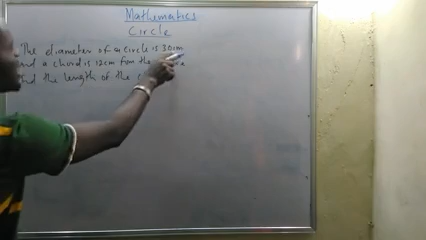 Mathematics
Circle
The diameter of a circle is 30cm
and a chord is 12cm from the
find the length of the